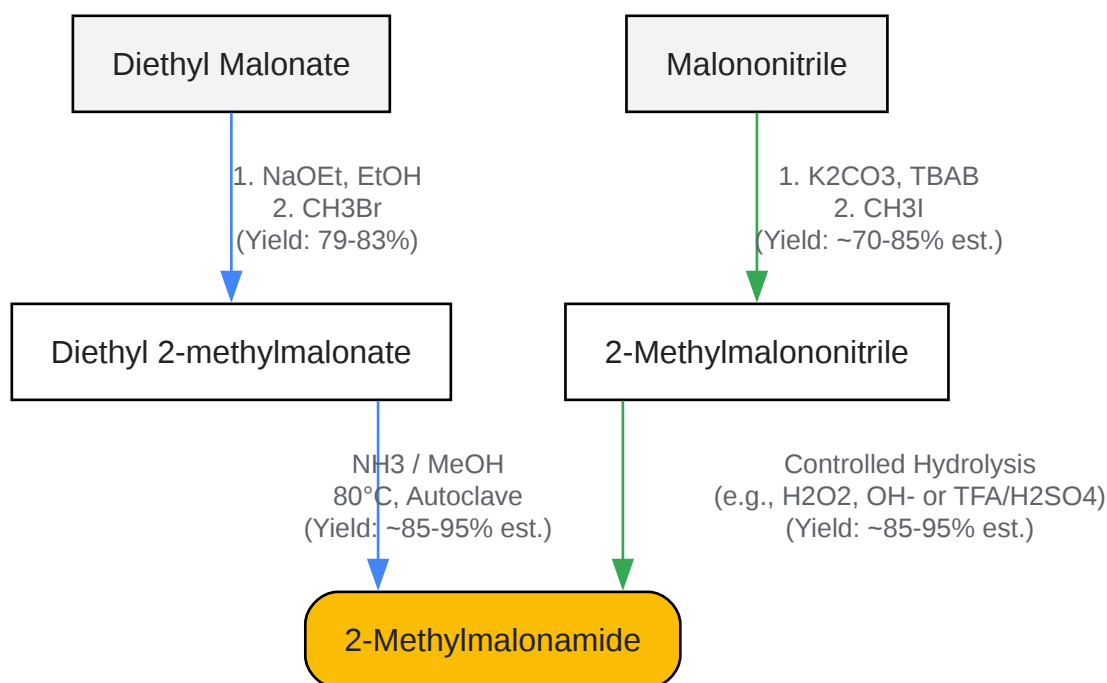 Diethyl Malonate
Malononitrile
1. NaOEt, EtOH
2. CH3Br
(Yield: 79-83%)
1. K2CO3, TBAB
2. CH3I
(Yield: ~70-85% est.)
Diethyl 2-methylmalonate
2-Methylmalononitrile
NH3 / MeOH
80°C, Autoclave
(Yield: ~85-95% est.)
Controlled Hydrolysis
(e.g., H2O2, OH- or TFA/H2SO4)
(Yield: ~85-95% est.)
2-Methylmalonamide